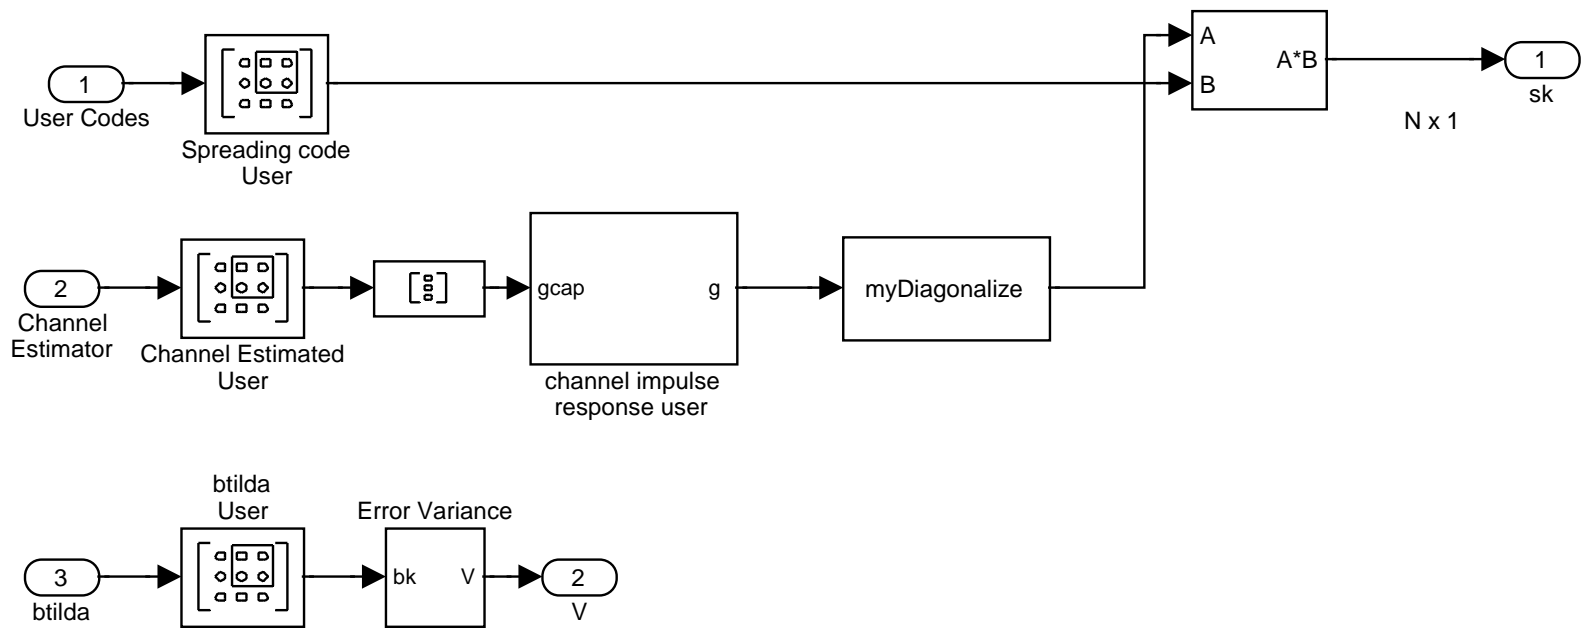 A
A*B
B
1
sk
N x 1
1
User Codes
Spreading code
User
2
Channel
Estimator
Channel Estimated
User
gcap
g
channel impulse
response user
myDiagonalize
btilda
User
Error Variance
3
btilda
bk
V
2
V